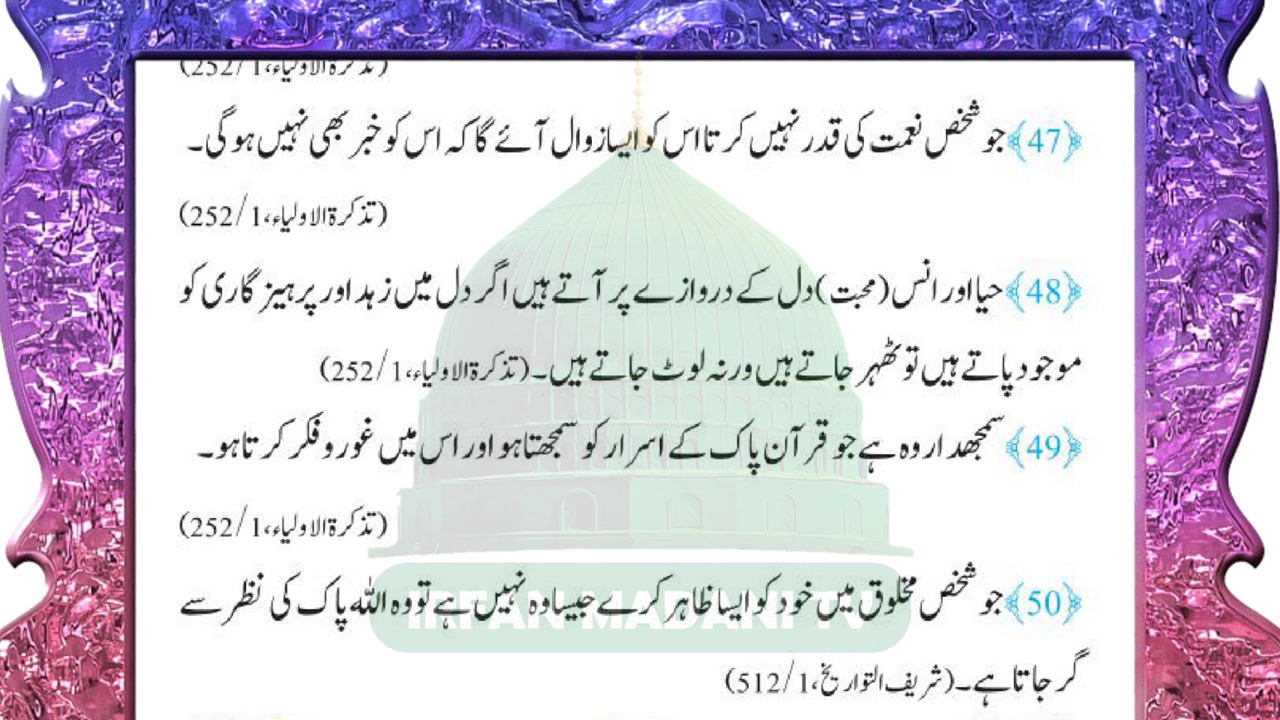 (تذکرۃ الاولیاء، 1/252)
﴿47﴾ جو شخص نعمت کی قدر نہیں کرتا اس کو ایسا زوال آئے گا کہ اس کو خبر بھی نہیں ہو گی۔
(تذکرۃ الاولیاء، 1/252)
﴿48﴾ حیا اور انس (محبت) دل کے دروازے پر آتے ہیں اگر دل میں زہد اور پرہیز گاری کو
موجود پاتے ہیں تو ٹھہر جاتے ہیں ورنہ لوٹ جاتے ہیں۔ (تذکرۃ الاولیاء، 1/252)
﴿49﴾ سمجھدار وہ ہے جو قرآن پاک کے اسرار کو سمجھتا ہو اور اس میں غور و فکر کرتا ہو۔
(تذکرۃ الاولیاء، 1/252)
﴿50﴾ جو شخص مخلوق میں خود کو ایسا ظاہر کرے جیسا وہ نہیں ہے تو وہ اللہ پاک کی نظر سے
IRFAN MADANI TV
گر جاتا ہے۔ (شریف التواریخ، 1/512)